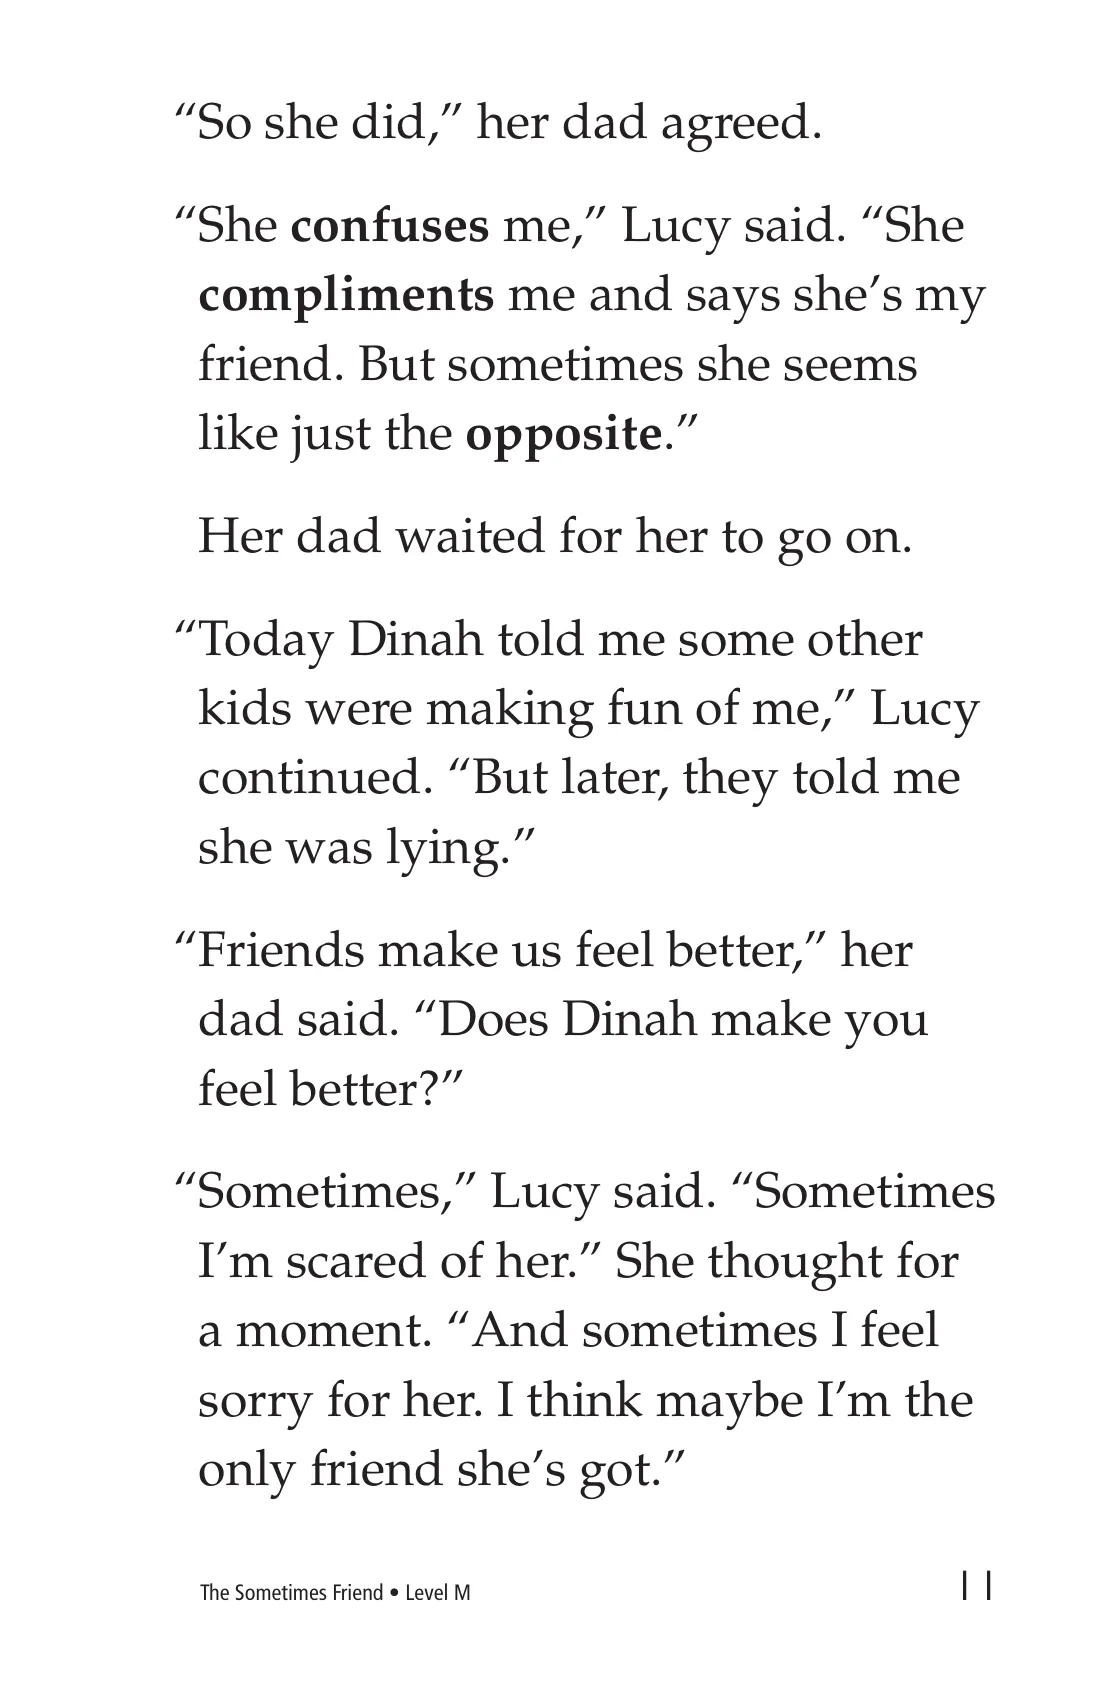 “So she did,” her dad agreed.
“She confuses me,” Lucy said. “She
compliments me and says she’s my
friend. But sometimes she seems
like just the opposite.”
Her dad waited for her to go on.
“Today Dinah told me some other
kids were making fun of me,” Lucy
continued. “But later, they told me
she was lying.”
“Friends make us feel better,” her
dad said. “Does Dinah make you
feel better?”
“Sometimes,” Lucy said. “Sometimes
I’m scared of her.” She thought for
a moment. “And sometimes I feel
sorry for her. I think maybe I’m the
only friend she’s got.”
The Sometimes Friend • Level M 11